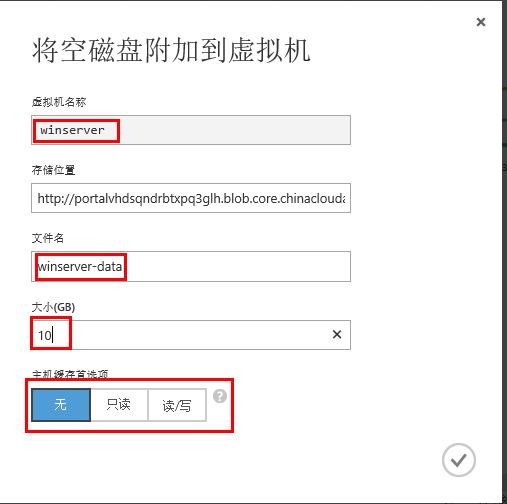 将空磁盘附加到虚拟机
虚拟机名称
winserver
存储位置
http://portalvhdsqndrbtxpq3glh.blob.core.chinaclouda
文件名
winserver-data
大小(GB)
10
主机缓存首选项
无 只读 读/写 ?